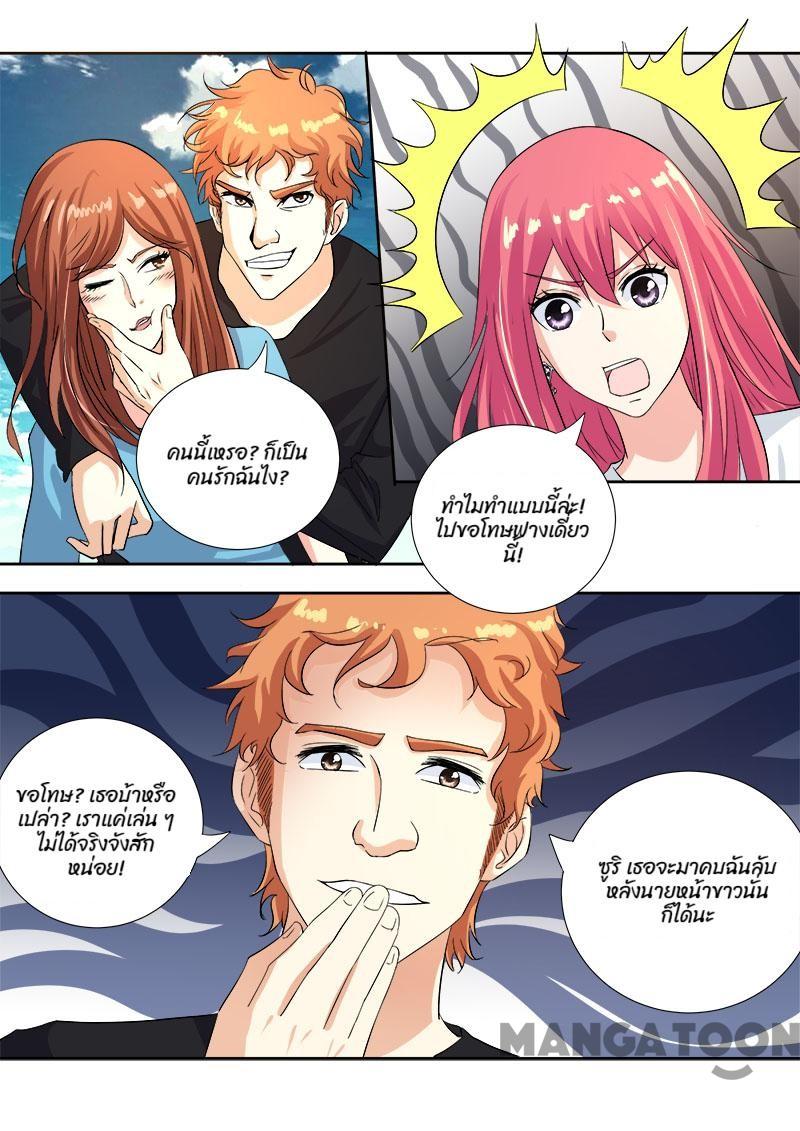 คนนี้เหรอ? ก็เป็น
คนรักฉันไง?
ทำไมทำแบบนี้ล่ะ!
ไปขอโทษฟางเดี๋ยว
นี้!
ขอโทษ? เธอบ้าหรือ
เปล่า? เราแค่เล่น ๆ
ไม่ได้จริงจังสัก
หน่อย!
ซูริ เธอจะมาคบฉันลับ
หลังนายหน้าขาวนั่น
ก็ได้นะ
MANGATOON